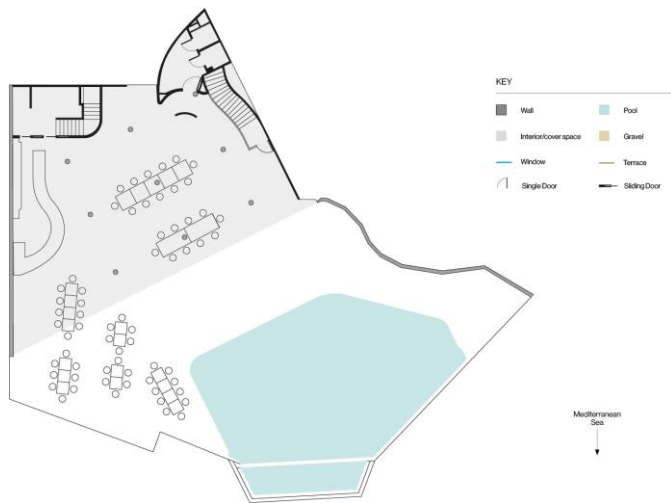 KEY
Wall
Pool
Interior/cover space
Gravel
Window
Terrace
Single Door
Sliding Door
Mediterranean
Sea